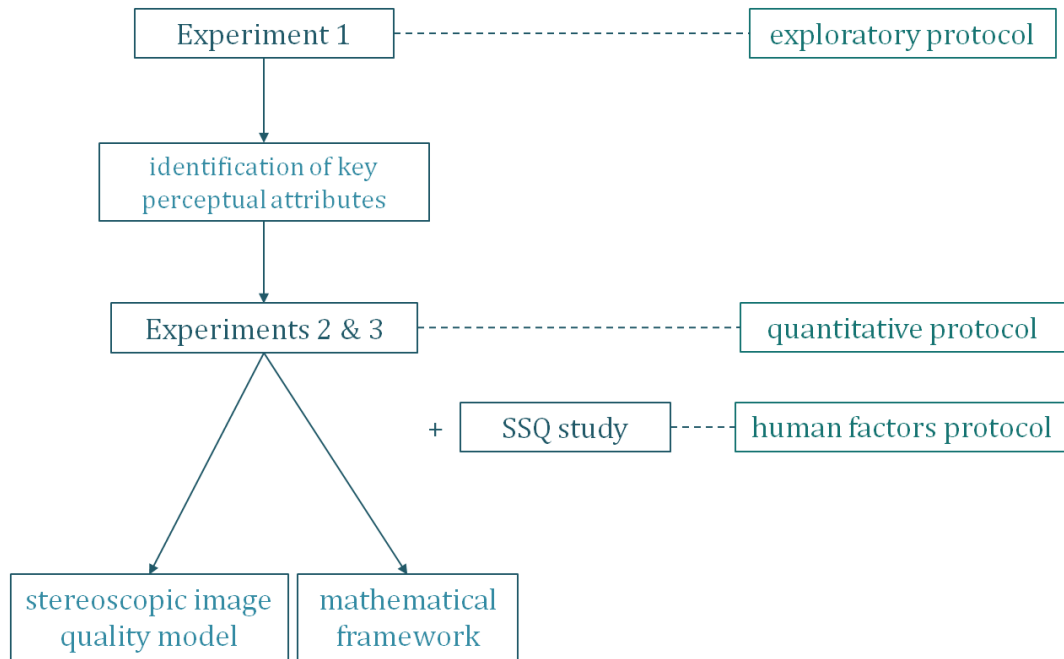 Experiment 1
exploratory protocol
identification of key
perceptual attributes
Experiments 2 & 3
quantitative protocol
+
SSQ study
human factors protocol
stereoscopic image
quality model
mathematical
framework